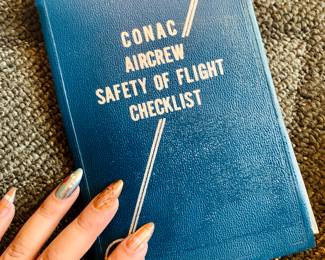 CONAC
AIRCREW
SAFETY OF FLIGHT
CHECKLIST